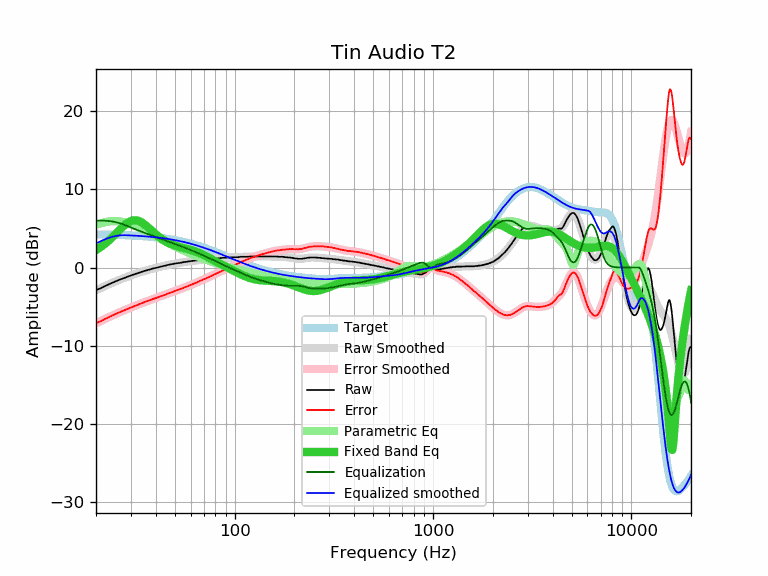 Tin Audio T2
Amplitude (dBr)
20
10
0
−10
−20
−30
Target
Raw Smoothed
Error Smoothed
Raw
Error
Parametric Eq
Fixed Band Eq
Equalization
Equalized smoothed
100
1000
10000
Frequency (Hz)